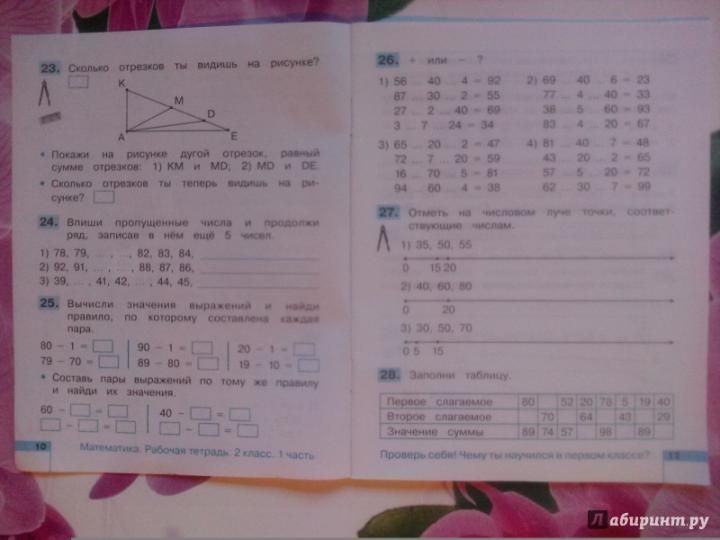 23. Сколько отрезков ты видишь на рисунке?
K
M
D
A
E
• Покажи на рисунке дугой отрезок, равный
сумме отрезков: 1) KM и MD; 2) MD и DE.
• Сколько отрезков ты теперь видишь на ри-
сунке?
24. Впиши пропущенные числа и продолжи
ряд, записав в нём ещё 5 чисел.
1) 78, 79, ... , ..., 82, 83, 84,
2) 92, 91, ... , ... , 88, 87, 86,
3) 39, ... , 41, 42, ... , 44, 45,
25. Вычисли значения выражений и найди
правило, по которому составлена каждая
пара.
80 − 1 = 90 − 1 = 20 − 1 =
79 − 70 = 89 − 80 = 19 − 10 =
• Составь пары выражений по тому же правилу
и найди их значения.
60 − = 40 − =
− = − =
10 Математика. Рабочая тетрадь. 2 класс. 1 часть
26. + или − ?
1) 56 ... 40 ... 4 = 92 2) 69 ... 40 ... 6 = 23
87 ... 30 ... 2 = 55 77 ... 4 ... 40 = 33
27 ... 2 ... 40 = 69 38 ... 5 ... 60 = 93
3 ... 7 ... 24 = 34 83 ... 4 ... 20 = 67
3) 65 ... 20 ... 2 = 47 4) 81 ... 40 ... 7 = 48
72 ... 7 ... 20 = 59 43 ... 20 ... 2 = 65
16 ... 70 ... 5 = 81 57 ... 5 ... 20 = 72
94 ... 60 ... 4 = 38 62 ... 30 ... 7 = 99
27. Отметь на числовом луче точки, соответ-
ствующие числам.
1) 35, 50, 55
0 15 20
2) 40, 60, 80
0 20
3) 30, 50, 70
0 5 15
28. Заполни таблицу.
Первое слагаемое 80 52 20 78 5 19 40
Второе слагаемое 70 64 43 29
Значение суммы 89 74 57 98 89
Проверь себя! Чему ты научился в первом классе? 11
Лабиринт.ру